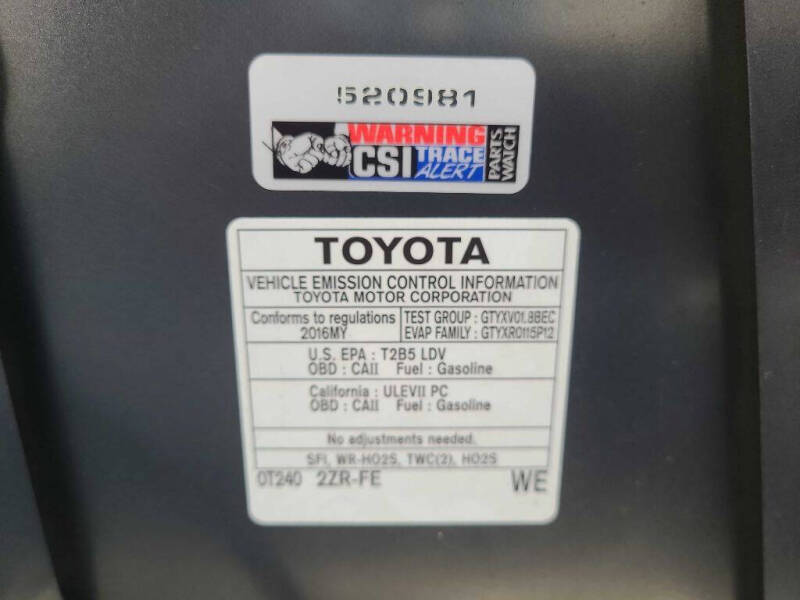 520981
WARNING
CSI TRACE ALERT
PARTS WATCH
TOYOTA
VEHICLE EMISSION CONTROL INFORMATION
TOYOTA MOTOR CORPORATION
Conforms to regulations
2016MY
TEST GROUP : GTYXV01.8BEC
EVAP FAMILY : GTYXR0115P12
U.S. EPA : T2B5 LDV
OBD : CAII Fuel : Gasoline
California : ULEVII PC
OBD : CAII Fuel : Gasoline
No adjustments needed.
SFI, WR-HO2S, TWC(2), HO2S
0T240 2ZR-FE WE